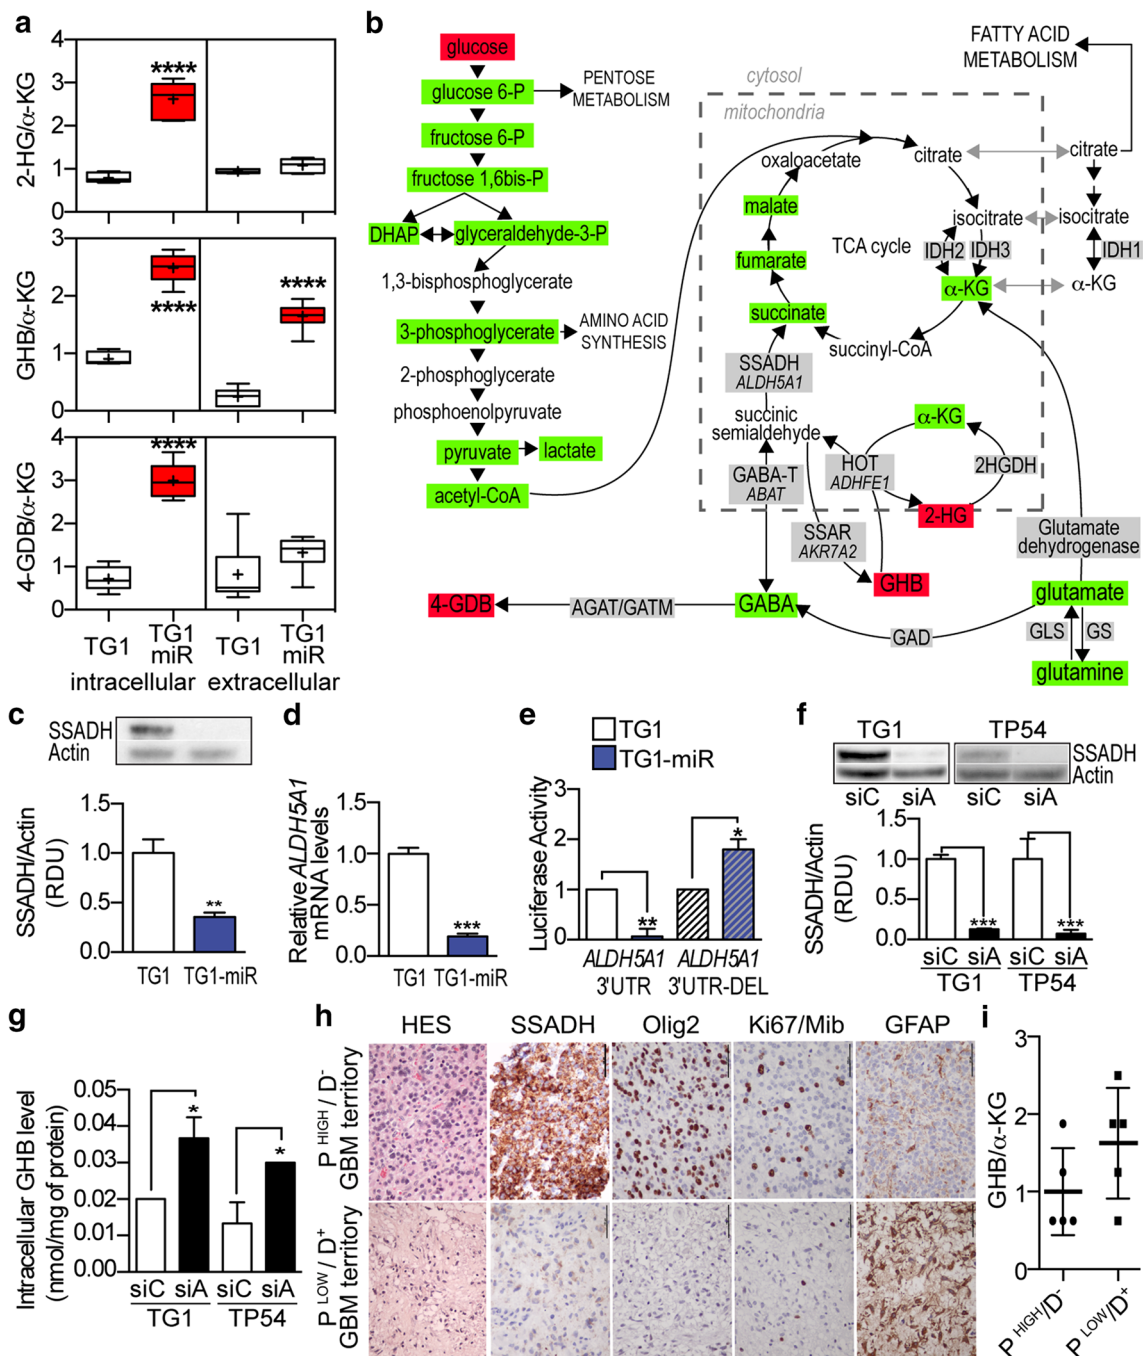 a
4
3
2
1
0
2-HG/α-KG
****
3
2
1
0
GHB/α-KG
****
****
4
3
2
1
0
4-GDB/α-KG
****
TG1
TG1
miR
TG1
TG1
miR
intracellular
extracellular
b
glucose
glucose 6-P
PENTOSE
METABOLISM
fructose 6-P
fructose 1,6bis-P
DHAP
glyceraldehyde-3-P
1,3-bisphosphoglycerate
3-phosphoglycerate
AMINO ACID
SYNTHESIS
2-phosphoglycerate
phosphoenolpyruvate
pyruvate
lactate
acetyl-CoA
FATTY ACID
METABOLISM
cytosol
mitochondria
oxaloacetate
citrate
citrate
malate
isocitrate
isocitrate
TCA cycle
IDH2
IDH3
IDH1
fumarate
α-KG
α-KG
succinate
succinyl-CoA
SSADH
ALDH5A1
succinic
semialdehyde
α-KG
GABA-T
ABAT
HOT
ADHFE1
2HGDH
2-HG
SSAR
AKR7A2
Glutamate
dehydrogenase
GHB
4-GDB
AGAT/GATM
GABA
glutamate
GAD
GLS
GS
glutamine
c
SSADH
Actin
SSADH/Actin
(RDU)
1.5
1.0
0.5
0.0
**
TG1
TG1-miR
d
Relative ALDH5A1
mRNA levels
1.5
1.0
0.5
0.0
***
TG1
TG1-miR
e
TG1
TG1-miR
Luciferase Activity
3
2
1
0
**
*
ALDH5A1
3'UTR
ALDH5A1
3'UTR-DEL
f
TG1
TP54
SSADH
Actin
siC
siA
siC
siA
SSADH/Actin
(RDU)
1.5
1.0
0.5
0.0
***
***
siC
siA
siC
siA
TG1
TP54
g
Intracellular GHB level
(nmol/mg of protein)
0.05
0.04
0.03
0.02
0.01
0.00
*
*
siC
siA
siC
siA
TG1
TP54
h
HES
SSADH
Olig2
Ki67/Mib
GFAP
P HIGH / D-
GBM territory
P LOW / D+
GBM territory
i
GHB/α-KG
3
2
1
0
P HIGH/D-
P LOW/D+